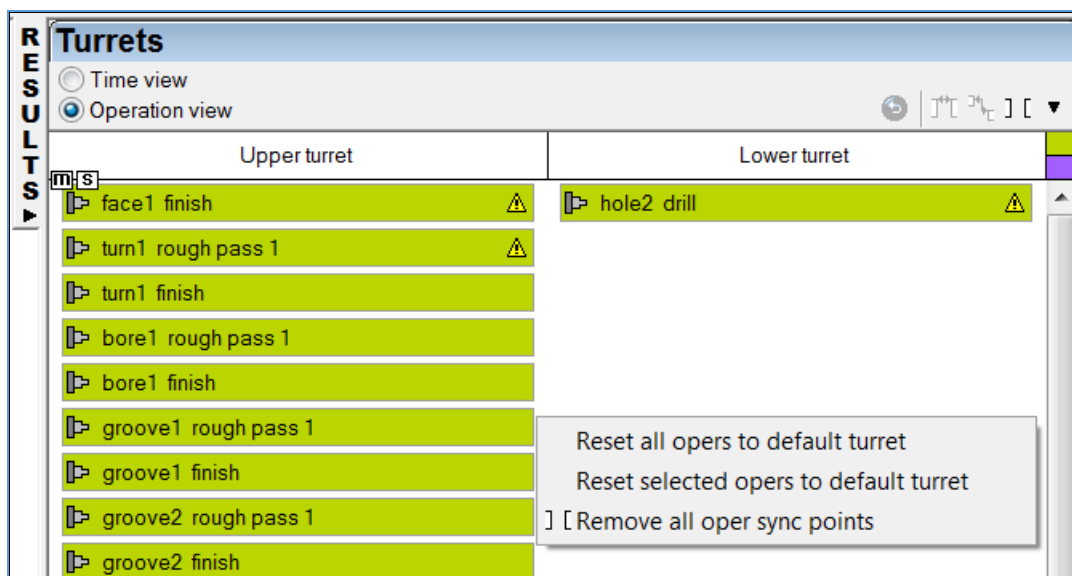 RESULTS
Turrets
Time view
Operation view
Upper turret
Lower turret
m s
face1 finish
hole2 drill
turn1 rough pass 1
turn1 finish
bore1 rough pass 1
bore1 finish
groove1 rough pass 1
groove1 finish
groove2 rough pass 1
groove2 finish
Reset all opers to default turret
Reset selected opers to default turret
Remove all oper sync points